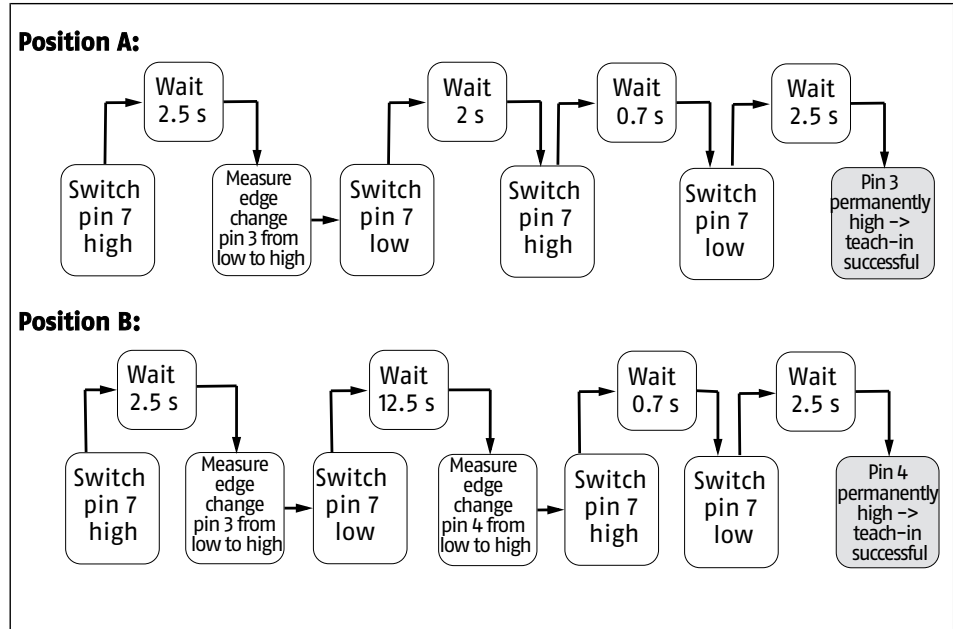 Position A:
Wait
2.5 s
Wait
2 s
Wait
0.7 s
Wait
2.5 s
Switch
pin 7
high
Measure
edge
change
pin 3 from
low to high
Switch
pin 7
low
Switch
pin 7
high
Switch
pin 7
low
Pin 3
permanently
high –>
teach-in
successful
Position B:
Wait
2.5 s
Wait
12.5 s
Wait
0.7 s
Wait
2.5 s
Switch
pin 7
high
Measure
edge
change
pin 3 from
low to high
Switch
pin 7
low
Measure
edge
change
pin 4 from
low to high
Switch
pin 7
high
Switch
pin 7
low
Pin 4
permanently
high –>
teach-in
successful